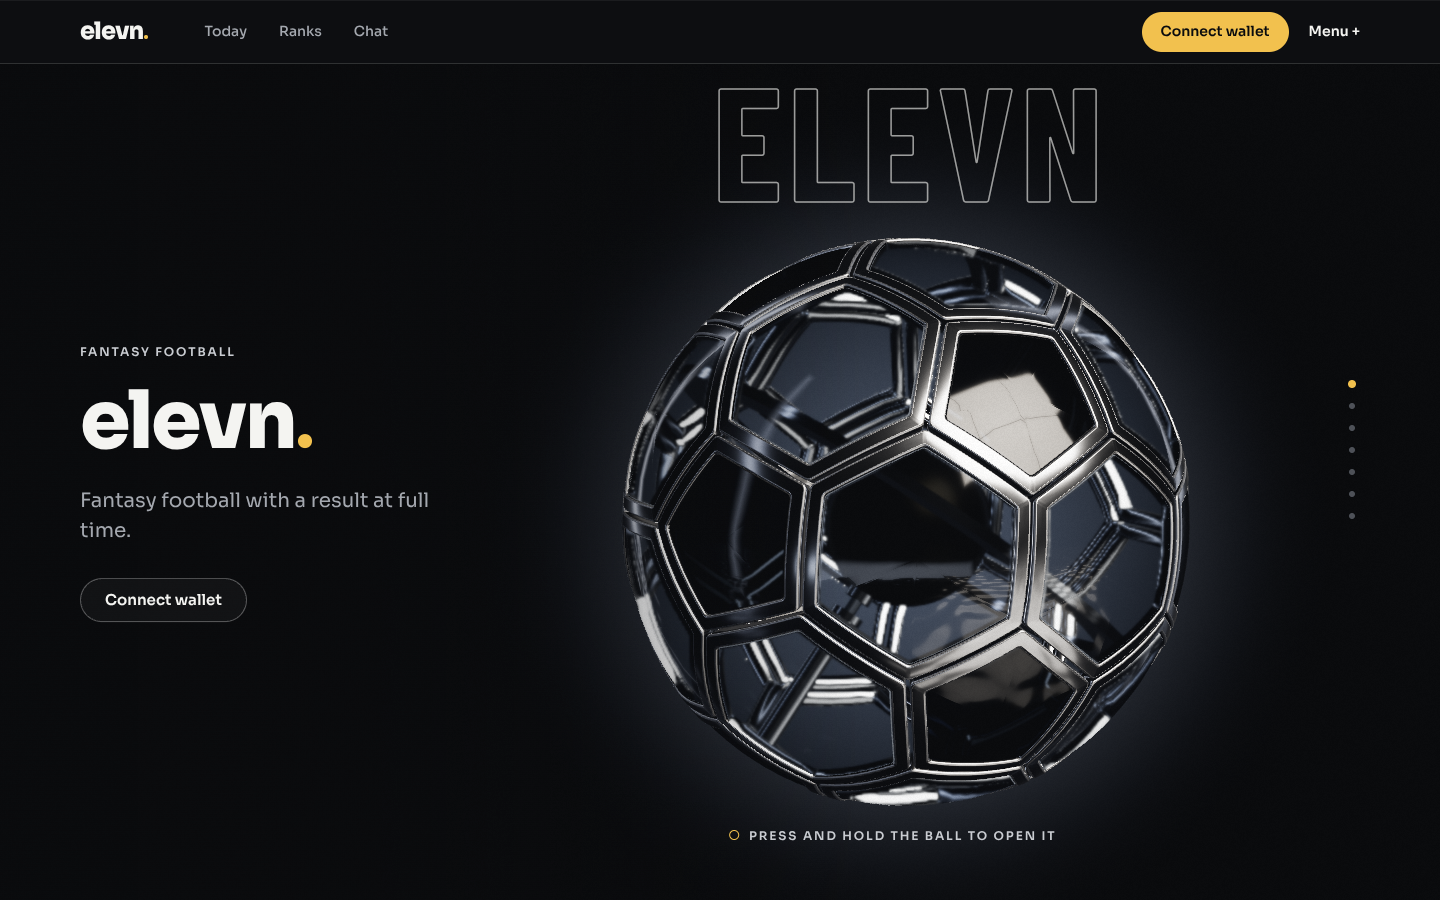 elevn.
Today
Ranks
Chat
Connect wallet
Menu +
ELEVN
FANTASY FOOTBALL
elevn.
Fantasy football with a result at full
time.
Connect wallet
PRESS AND HOLD THE BALL TO OPEN IT